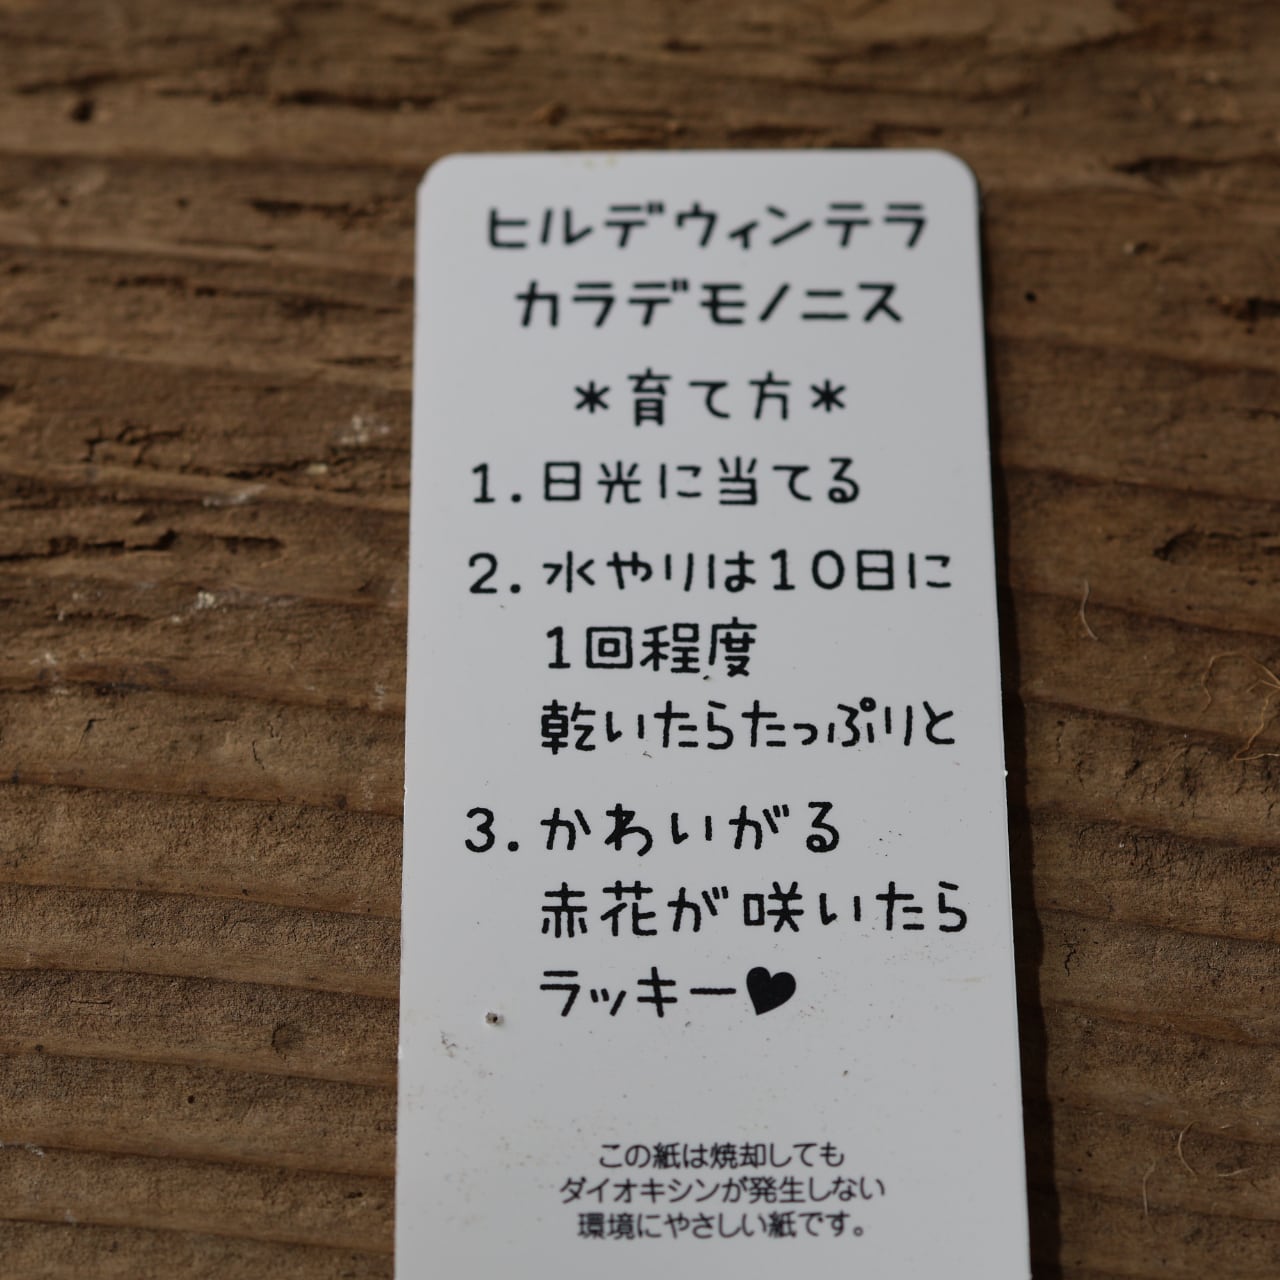 ヒルデウィンテラ
カラデモノニス
＊育て方＊
1.日光に当てる
2.水やりは10日に
1回程度
乾いたらたっぷりと
3.かわいがる
赤花が咲いたら
ラッキー♥
この紙は焼却しても
ダイオキシンが発生しない
環境にやさしい紙です。